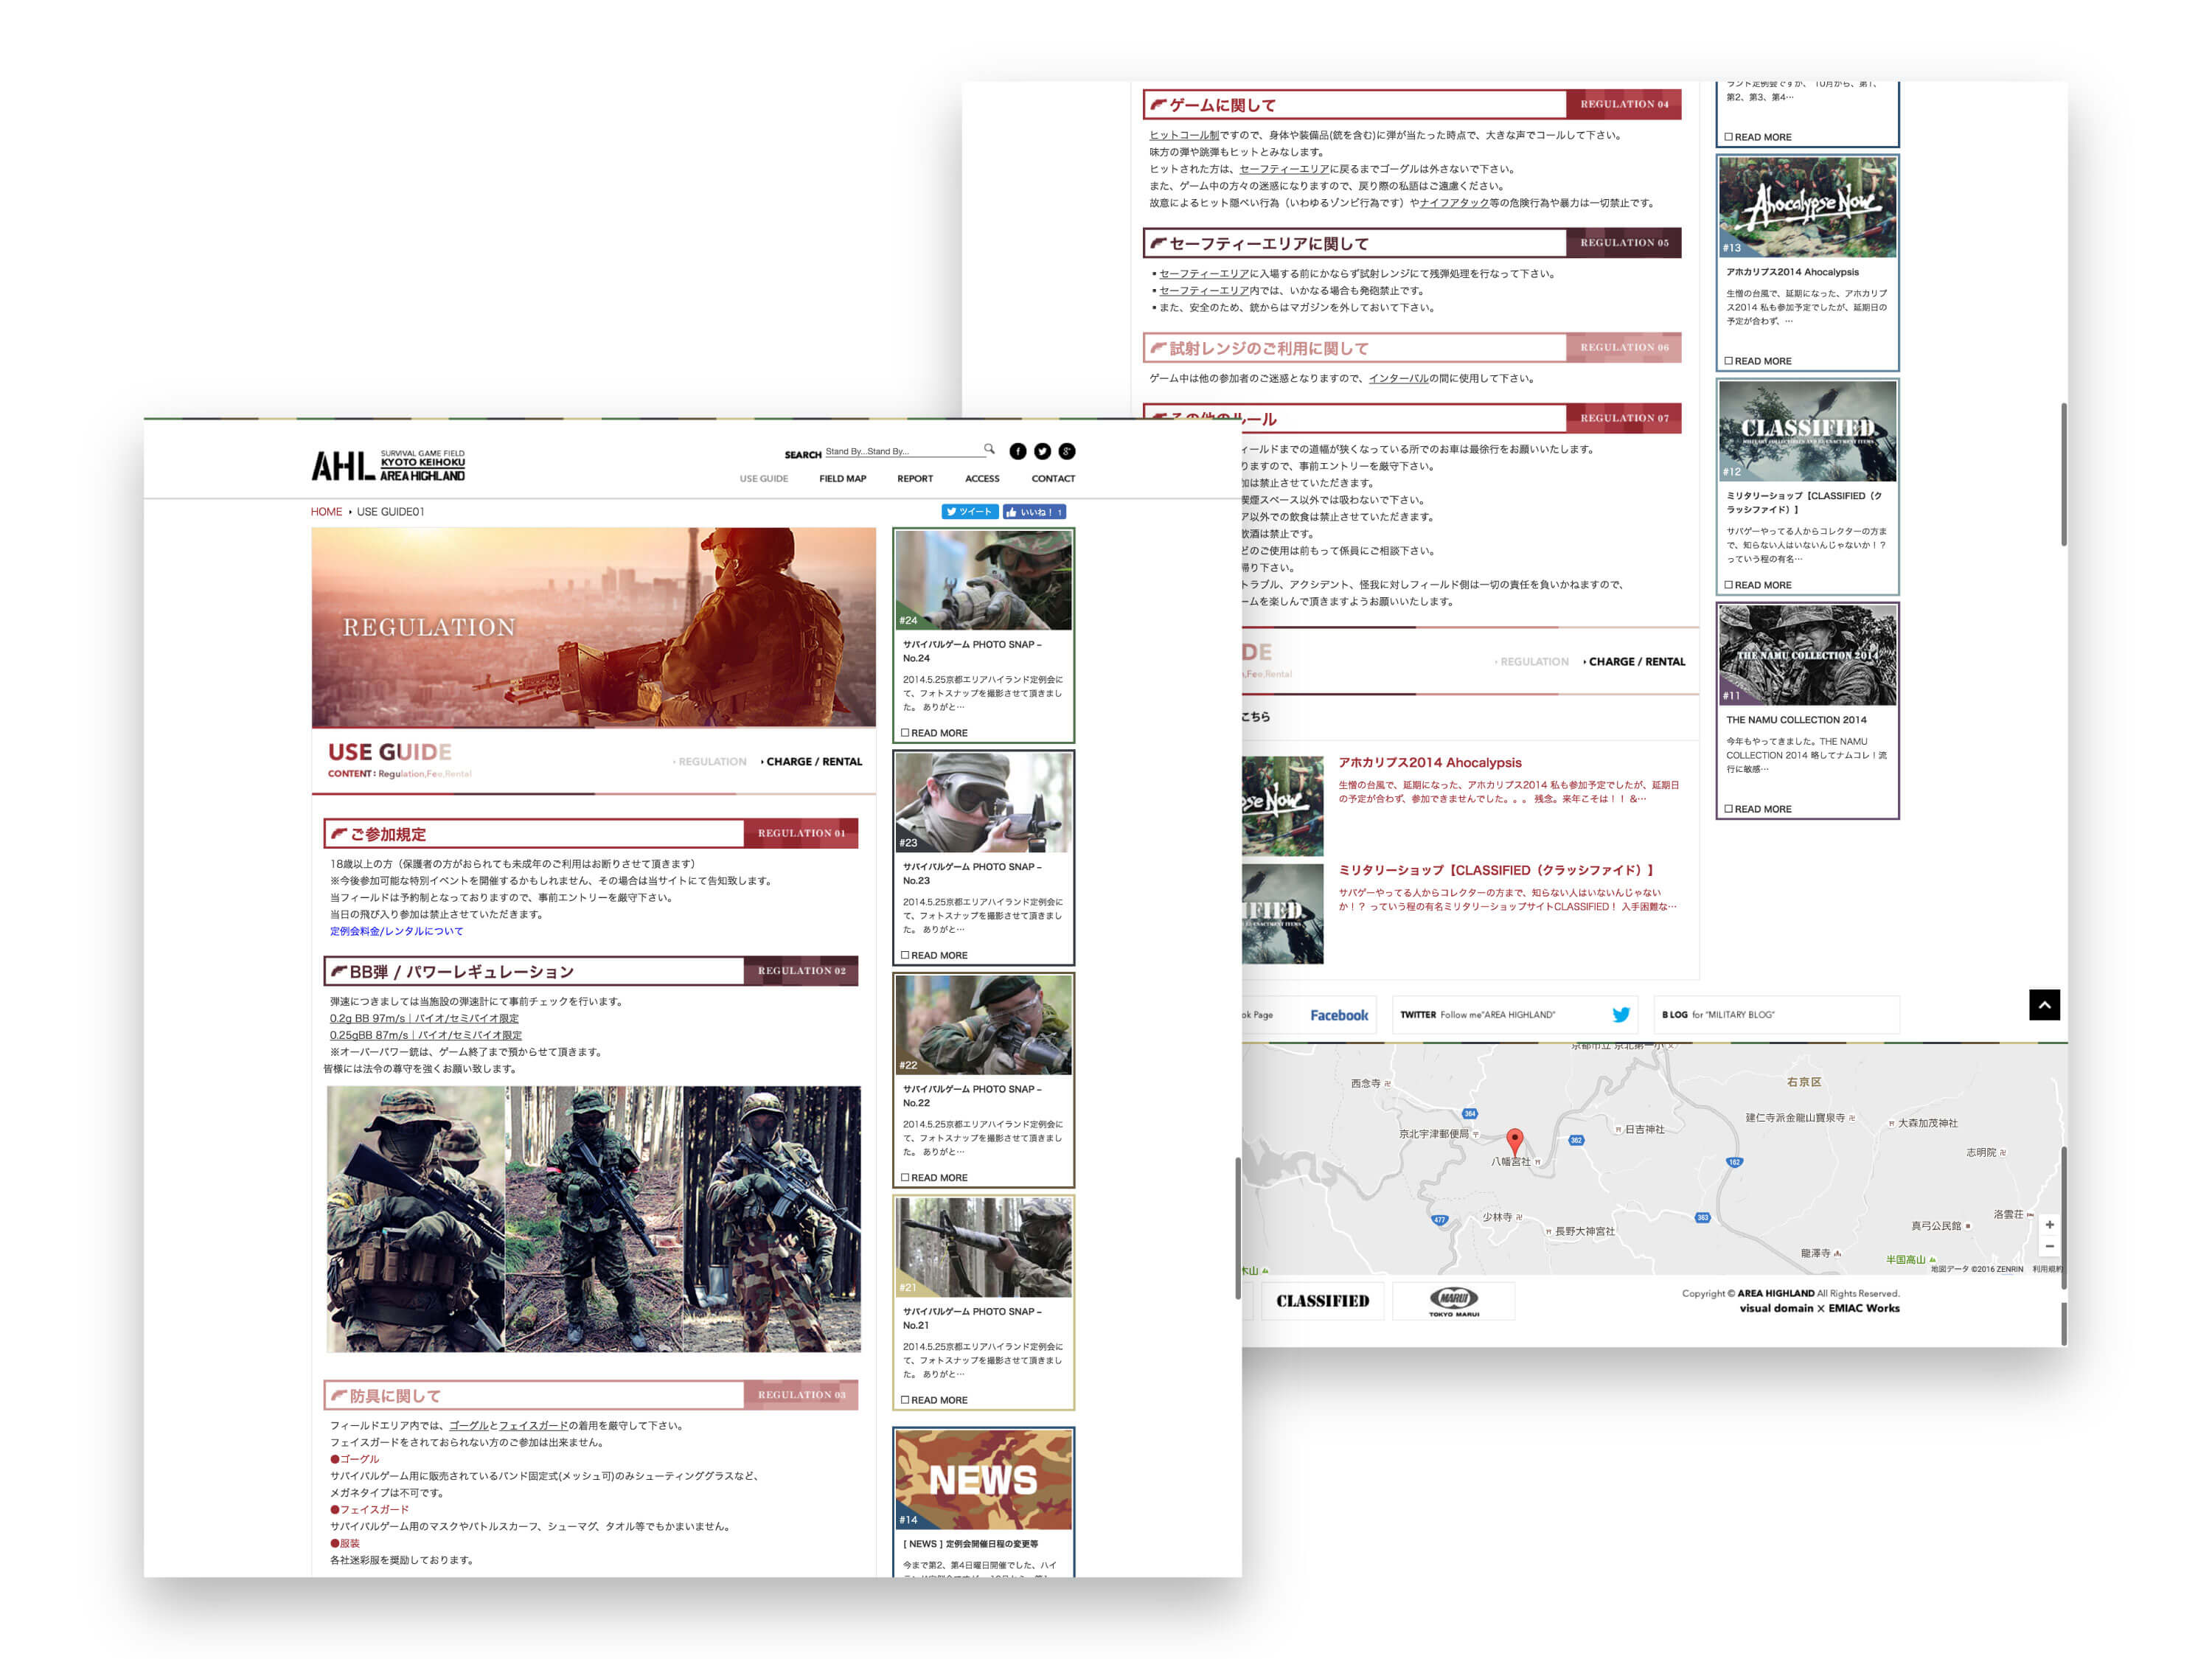 AHL
SURVIVAL GAME FIELD
KYOTO KEIHOKU
AREA HIGHLAND
SEARCH Stand By...Stand By...
USE GUIDE
FIELD MAP
REPORT
ACCESS
CONTACT
HOME ・ USE GUIDE01
ツイート
いいね！ 1
REGULATION
USE GUIDE
CONTENT : Regulation,Fee,Rental
REGULATION
CHARGE / RENTAL
ご参加規定
REGULATION 01
18歳以上の方（保護者の方がおられても未成年のご利用はお断りさせて頂きます）
※今後参加可能な特別イベントを開催するかもしれません、その場合は当サイトにて告知致します。
当フィールドは予約制となっておりますので、事前エントリーを厳守下さい。
当日の飛び入り参加は禁止させていただきます。
定例会料金/レンタルについて
BB弾 / パワーレギュレーション
REGULATION 02
弾速につきましては当施設の弾速計にて事前チェックを行います。
0.2g BB 97m/s｜バイオ/セミバイオ限定
0.25gBB 87m/s｜バイオ/セミバイオ限定
※オーバーパワー銃は、ゲーム終了まで預からせて頂きます。
皆様には法令の尊守を強くお願い致します。
防具に関して
REGULATION 03
フィールドエリア内では、ゴーグルとフェイスガードの着用を厳守して下さい。
フェイスガードをされておられない方のご参加は出来ません。
●ゴーグル
サバイバルゲーム用に販売されているバンド固定式(メッシュ可)のみシューティンググラスなど、
メガネタイプは不可です。
●フェイスガード
サバイバルゲーム用のマスクやバトルスカーフ、シューマグ、タオル等でもかまいません。
●服装
各社迷彩服を奨励しております。
#24
サバイバルゲーム PHOTO SNAP –
No.24
2014.5.25京都エリアハイランド定例会に
て、フォトスナップを撮影させて頂きまし
た。 ありがと…
READ MORE
#23
サバイバルゲーム PHOTO SNAP –
No.23
2014.5.25京都エリアハイランド定例会に
て、フォトスナップを撮影させて頂きまし
た。 ありがと…
READ MORE
#22
サバイバルゲーム PHOTO SNAP –
No.22
2014.5.25京都エリアハイランド定例会に
て、フォトスナップを撮影させて頂きまし
た。 ありがと…
READ MORE
#21
サバイバルゲーム PHOTO SNAP –
No.21
2014.5.25京都エリアハイランド定例会に
て、フォトスナップを撮影させて頂きまし
た。 ありがと…
READ MORE
NEWS
#14
[ NEWS ] 定例会開催日程の変更等
今まで第2、第4日曜日開催でした、ハイ
ゲームに関して
REGULATION 04
ヒットコール制ですので、身体や装備品(銃を含む)に弾が当たった時点で、大きな声でコールして下さい。
味方の弾や跳弾もヒットとみなします。
ヒットされた方は、セーフティーエリアに戻るまでゴーグルは外さないで下さい。
また、ゲーム中の方々の迷惑になりますので、戻り際の私語はご遠慮ください。
故意によるヒット隠ぺい行為（いわゆるゾンビ行為です）やナイフアタック等の危険行為や暴力は一切禁止です。
セーフティーエリアに関して
REGULATION 05
▪セーフティーエリアに入場する前にかならず試射レンジにて残弾処理を行なって下さい。
▪セーフティーエリア内では、いかなる場合も発砲禁止です。
▪また、安全のため、銃からはマガジンを外しておいて下さい。
試射レンジのご利用に関して
REGULATION 06
ゲーム中は他の参加者のご迷惑となりますので、インターバルの間に使用して下さい。
その他のルール
REGULATION 07
ィールドまでの道幅が狭くなっている所でのお車は最徐行をお願いいたします。
りますので、事前エントリーを厳守下さい。
加は禁止させていただきます。
喫煙スペース以外では吸わないで下さい。
ア以外での飲食は禁止させていただきます。
飲酒は禁止です。
どのご使用は前もって係員にご相談下さい。
帰り下さい。
トラブル、アクシデント、怪我に対しフィールド側は一切の責任を負いかねますので、
ームを楽しんで頂きますようお願いいたします。
DE
,Fee,Rental
REGULATION
CHARGE / RENTAL
こちら
pse Now
アホカリプス2014 Ahocalypsis
生憎の台風で、延期になった、アホカリプス2014 私も参加予定でしたが、延期日
の予定が合わず、参加できませんでした。。。 残念。来年こそは！！ &…
IFIED
ミリタリーショップ【CLASSIFIED（クラッシファイド）】
サバゲーやってる人からコレクターの方まで、知らない人はいないんじゃない
か！？ っていう程の有名ミリタリーショップサイトCLASSIFIED！ 入手困難な…
ランド定例会ですが、 10月から、第1、
第2、第3、第4…
READ MORE
Ahocalypse Now
#13
アホカリプス2014 Ahocalypsis
生憎の台風で、延期になった、アホカリプ
ス2014 私も参加予定でしたが、延期日の
予定が合わず、…
READ MORE
CLASSIFIED
#12
ミリタリーショップ【CLASSIFIED（ク
ラッシファイド）】
サバゲーやってる人からコレクターの方ま
で、知らない人はいないんじゃないか！？
っていう程の有名…
READ MORE
THE NAMU COLLECTION 2014
#11
THE NAMU COLLECTION 2014
今年もやってきました。THE NAMU
COLLECTION 2014 略してナムコレ！流
行に敏感…
READ MORE
ok Page
Facebook
TWITTER Follow me"AREA HIGHLAND"
B LOG for "MILITARY BLOG"
西念寺
右京区
364
建仁寺派金龍山寶泉寺
大森加茂神社
京北宇津郵便局
362
日吉神社
八幡宮社
162
志明院
477
少林寺
長野大神宮社
363
洛雲荘
真弓公民館
龍澤寺
半国高山
木山
地図データ ©2016 ZENRIN
利用規約
CLASSIFIED
MARUI
TOKYO MARUI
Copyright © AREA HIGHLAND All Rights Reserved.
visual domain × EMIAC Works